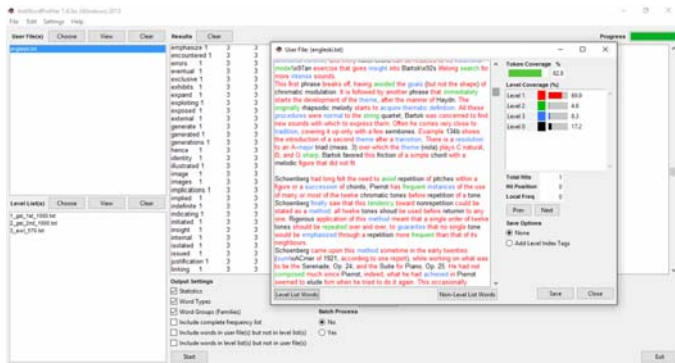 AntWordProfiler 1.4.0w (Windows) 2013
File Edit Settings Help
User File(s) Choose View Clear
engleski.txt
Level List(s) Choose View Clear
1_gsl_1st_1000.txt
2_gsl_2nd_1000.txt
3_awl_570.txt
Results Clear
Progress
emphasize 1 3 3
encountered 1 3 3
errors 1 3 3
eventual 1 3 3
exclusive 1 3 3
exhibits 1 3 3
expand 1 3 3
exploiting 1 3 3
exposed 1 3 3
external 1 3 3
generate 1 3 3
generated 1 3 3
generations 1 3 3
hence 1 3 3
identity 1 3 3
illustrated 1 3 3
image 1 3 3
images 1 3 3
implications 1 3 3
implied 1 3 3
indefinite 1 3 3
indicating 1 3 3
initiated 1 3 3
insight 1 3 3
internal 1 3 3
isolated 1 3 3
issued 1 3 3
justification 1 3 3
linking 1 3 3
Output Settings
Statistics
Word Types
Word Groups (Families)
Include complete frequency list
Include words in user file(s) but not in level list(s)
Include words in level list(s) but not in user file(s)
Batch Process
No
Yes
Start
Exit
User File: (engleski.txt)
model\x97an exercise that gives insight into Bartok\x92s lifelong search for
more intense sounds.
This first phrase breaks off, having avoided the goals (but not the shape) of
chromatic modulation. It is followed by another phrase that immediately
starts the development of the theme, after the manner of Haydn. The
originally rhapsodic melody starts to acquire thematic definition. All these
procedures were normal to the string quartet; Bartok was concerned to find
new sounds with which to express them. Often he comes very close to
tradition, covering it up only with a few semitones. Example 134b shows
the introduction of a second theme after a transition. There is a resolution
to an A-major triad (meas. 3) over which the theme (viola) plays C natural,
B, and G sharp. Bartok favored this friction of a simple chord with a
melodic figure that did not fit.
Schoenberg had long felt the need to avoid repetition of pitches within a
figure or a succession of chords; Pierrot has frequent instances of the use
of many or most of the twelve chromatic tones before repetition of a tone.
Schoenberg finally saw that this tendency toward nonrepetition could be
stated as a method: all twelve tones should be used before returning to any
one. Rigorous application of this method meant that a single order of twelve
tones should be repeated over and over, to guarantee that no single tone
would be emphasized through a repetition more frequent than that of its
neighbours.
Schoenberg came upon this method sometime in the early twenties
of 1921, according to one report), while working on what was
to be the Serenade, Op. 24, and the Suite for Piano, Op. 25. He had not
composed much since Pierrot; indeed, what he had achieved in Pierrot
seemed to elude him when he tried to do it again. This occasionally
Level List Words Non-Level List Words
Token Coverage %
82.8
Level Coverage (%)
Level 1 69.9
Level 2 4.6
Level 3 8.3
Level 0 17.2
Total Hits 1
Hit Position 0
Local Freq 0
Prev Next
Save Options
None
Add Level Index Tags
Save Close